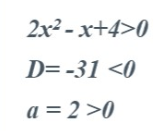 2x² - x+4>0
D= -31 <0
a = 2 >0